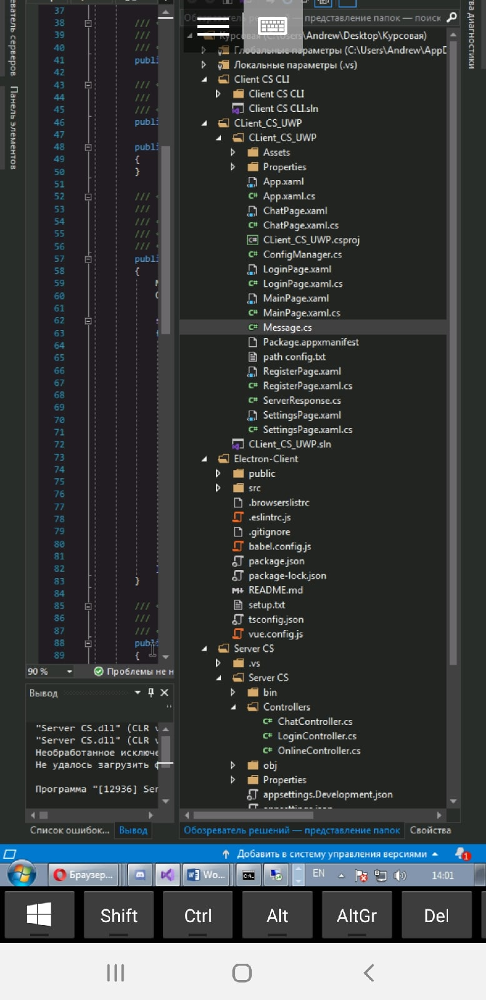 еватель серверов
Панель элементов
37
38
39
40
41
42
43
44
45
46
47
48
49
50
51
52
53
54
55
56
57
58
59
60
61
62
63
64
65
66
67
68
69
70
71
72
73
74
75
76
77
78
79
80
81
82
83
84
85
86
87
88
89
///
///
///
publi
///
///
///
publi
publi
{
}
///
///
///
///
///
publi
{
}
///
///
///
publi
{
90 %
Проблемы не н
Вывод
"Server CS.dll" (CLR
"Server CS.dll" (CLR
Необработанное исключе
Не удалось загрузить
Программа "[12936] Ser
Список ошибок...
Вывод
Обозреватель решений — представление папок — поиск
Курсовая (C:\Users\Andrew\Desktop\Курсовая)
Глобальные параметры (C:\Users\Andrew\AppD
Локальные параметры (.vs)
Client CS CLI
Client CS CLI
Client CS CLI.sln
CLient_CS_UWP
CLient_CS_UWP
Assets
Properties
App.xaml
C# App.xaml.cs
ChatPage.xaml
C# ChatPage.xaml.cs
C# CLient_CS_UWP.csproj
C# ConfigManager.cs
LoginPage.xaml
C# LoginPage.xaml.cs
MainPage.xaml
C# MainPage.xaml.cs
C# Message.cs
Package.appxmanifest
path config.txt
RegisterPage.xaml
C# RegisterPage.xaml.cs
C# ServerResponse.cs
SettingsPage.xaml
C# SettingsPage.xaml.cs
CLient_CS_UWP.sln
Electron-Client
public
src
.browserslistrc
.eslintrc.js
.gitignore
babel.config.js
package.json
package-lock.json
README.md
setup.txt
tsconfig.json
vue.config.js
Server CS
.vs
Server CS
bin
Controllers
C# ChatController.cs
C# LoginController.cs
C# OnlineController.cs
obj
Properties
appsettings.Development.json
appsettings.json
Обозреватель решений — представление папок
Свойства
ва диагностики
Добавить в систему управления версиями
1
Браузер...
W Wo...
C:\.
EN
14:01
Shift
Ctrl
Alt
AltGr
Del